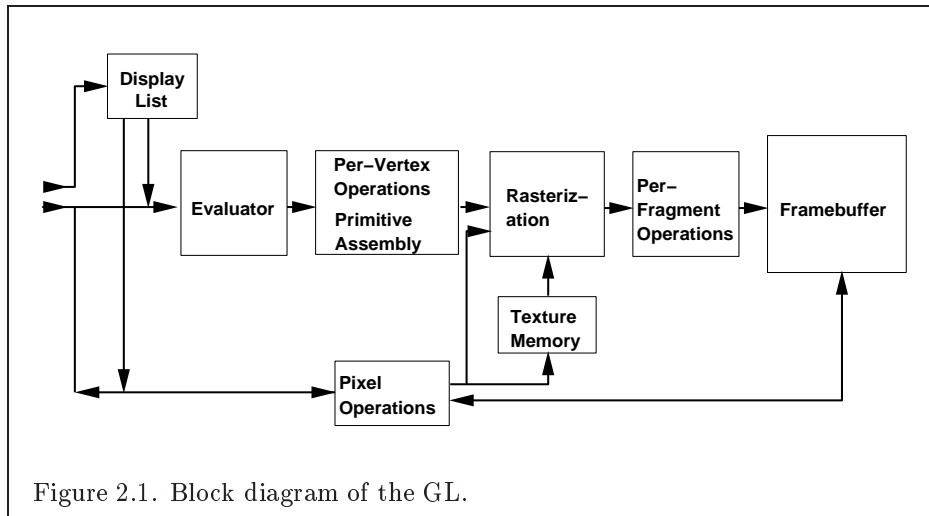 Display
List
Evaluator
Per-Vertex
Operations
Primitive
Assembly
Rasteriz-
ation
Per-
Fragment
Operations
Framebuffer
Texture
Memory
Pixel
Operations
Figure 2.1. Block diagram of the GL.